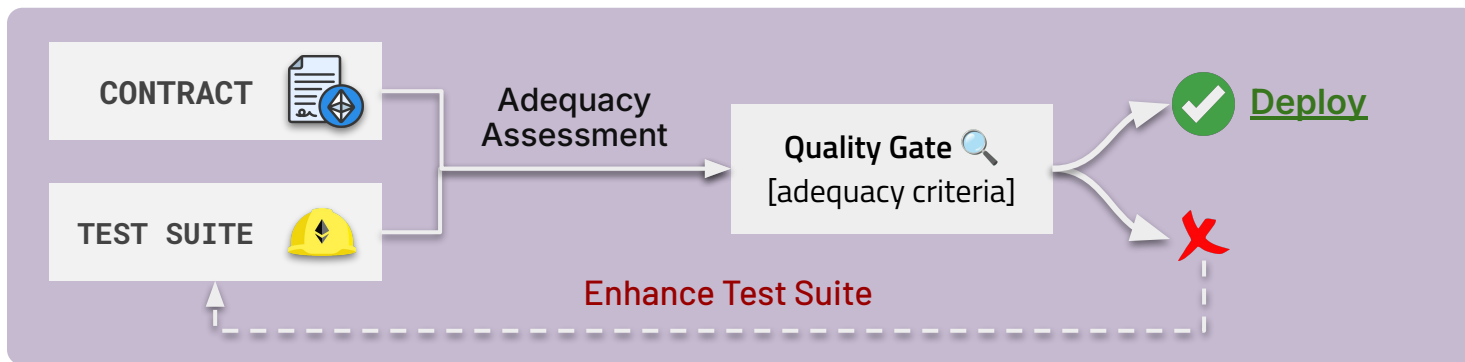 CONTRACT
TEST SUITE
Adequacy
Assessment
Quality Gate
[adequacy criteria]
Deploy
Enhance Test Suite